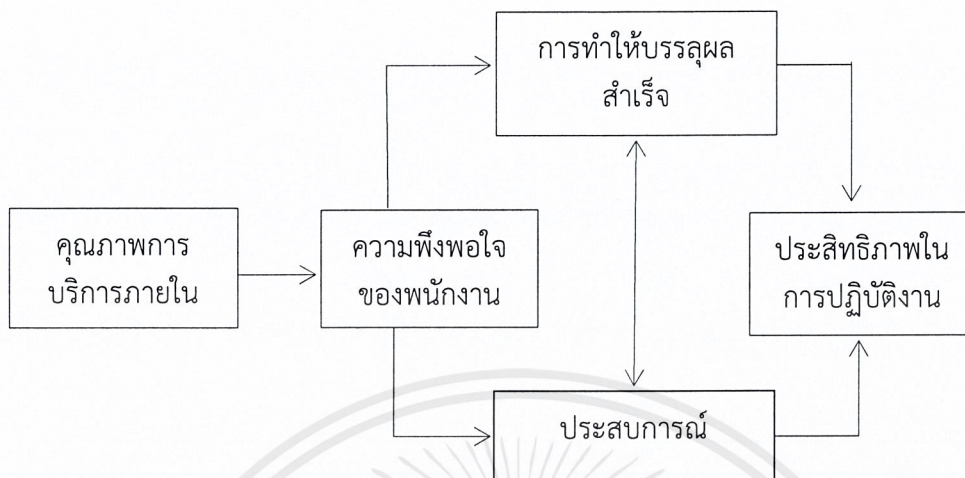 การทำให้บรรลุผล
สำเร็จ
คุณภาพการ
บริการภายใน
ความพึงพอใจ
ของพนักงาน
ประสิทธิภาพใน
การปฏิบัติงาน
ประสบการณ์